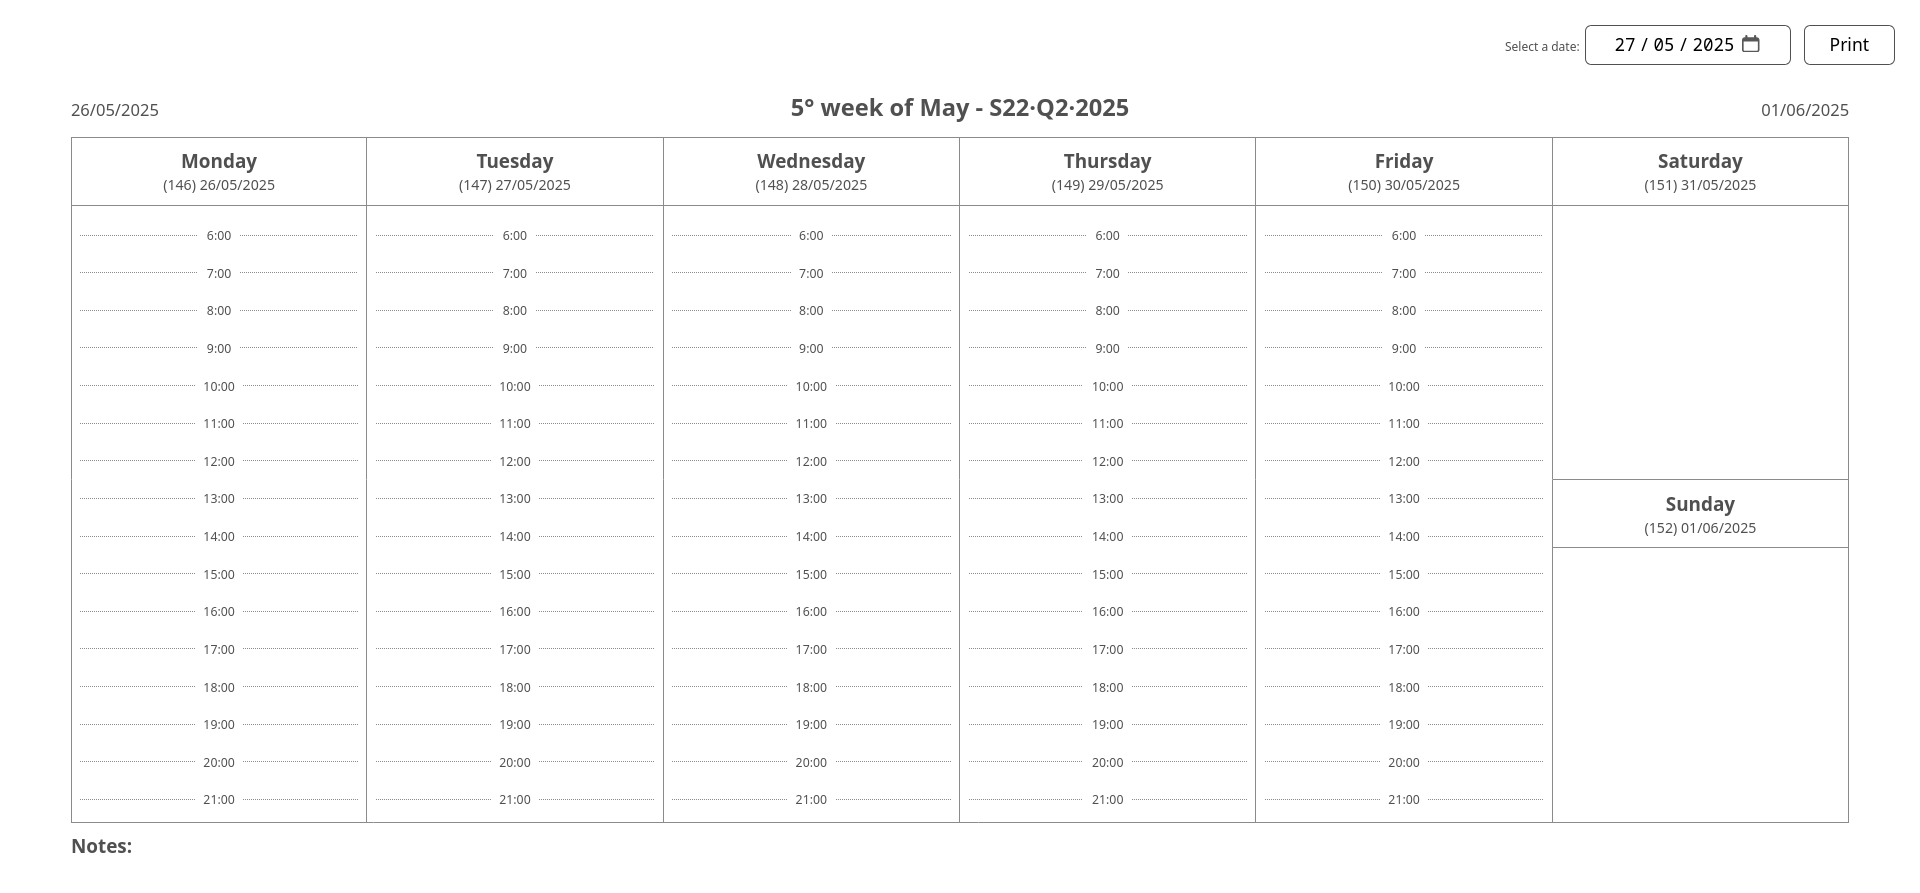 Select a date: 27 / 05 / 2025 Print
26/05/2025 5° week of May - S22·Q2·2025 01/06/2025
Monday Tuesday Wednesday Thursday Friday Saturday
(146) 26/05/2025 (147) 27/05/2025 (148) 28/05/2025 (149) 29/05/2025 (150) 30/05/2025 (151) 31/05/2025
6:00 6:00 6:00 6:00 6:00
7:00 7:00 7:00 7:00 7:00
8:00 8:00 8:00 8:00 8:00
9:00 9:00 9:00 9:00 9:00
10:00 10:00 10:00 10:00 10:00
11:00 11:00 11:00 11:00 11:00
12:00 12:00 12:00 12:00 12:00
13:00 13:00 13:00 13:00 13:00 Sunday
14:00 14:00 14:00 14:00 14:00 (152) 01/06/2025
15:00 15:00 15:00 15:00 15:00
16:00 16:00 16:00 16:00 16:00
17:00 17:00 17:00 17:00 17:00
18:00 18:00 18:00 18:00 18:00
19:00 19:00 19:00 19:00 19:00
20:00 20:00 20:00 20:00 20:00
21:00 21:00 21:00 21:00 21:00
Notes: